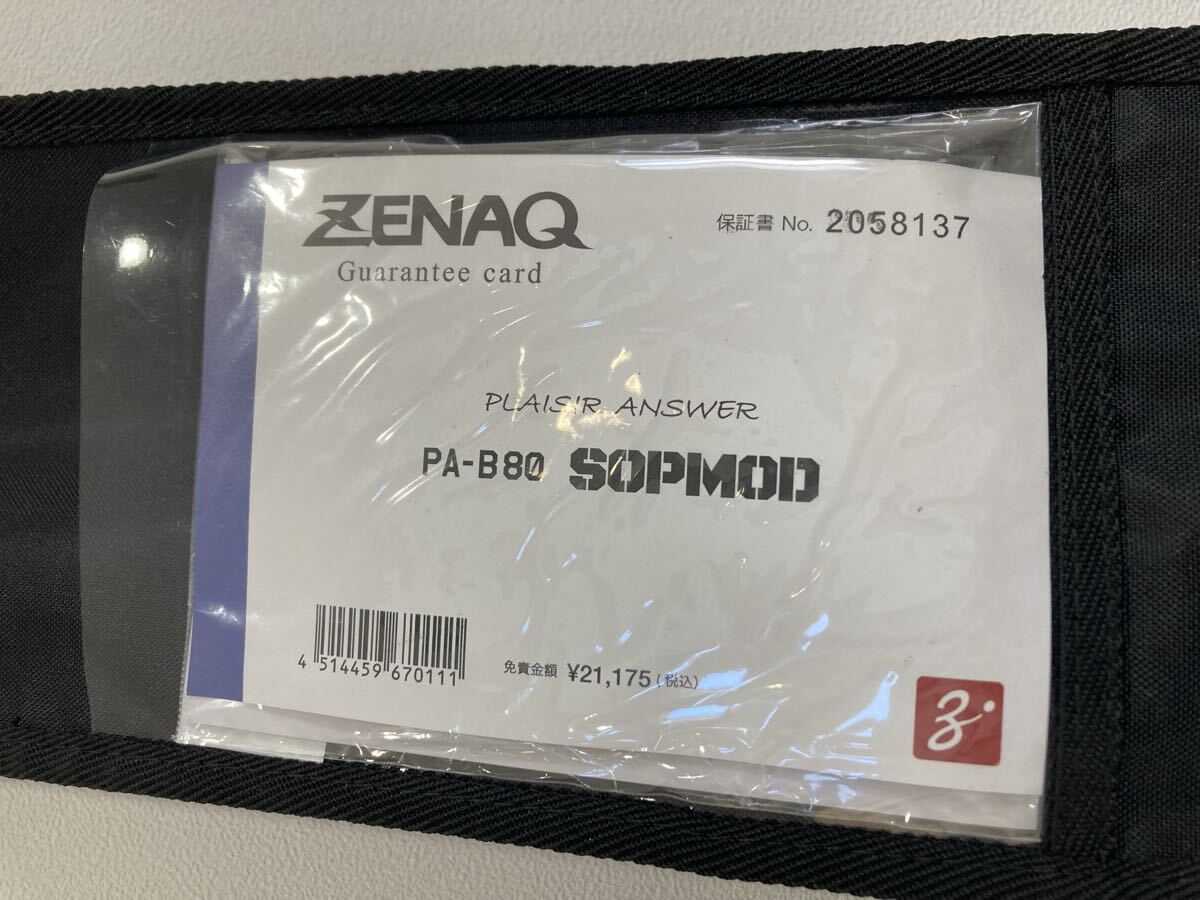 ZENAQ
Guarantee card
保証書 No. 2058137
PLAISIR ANSWER
PA-B80 SOPMOD
4 514459 670111
免責金額 ¥21,175(税込)